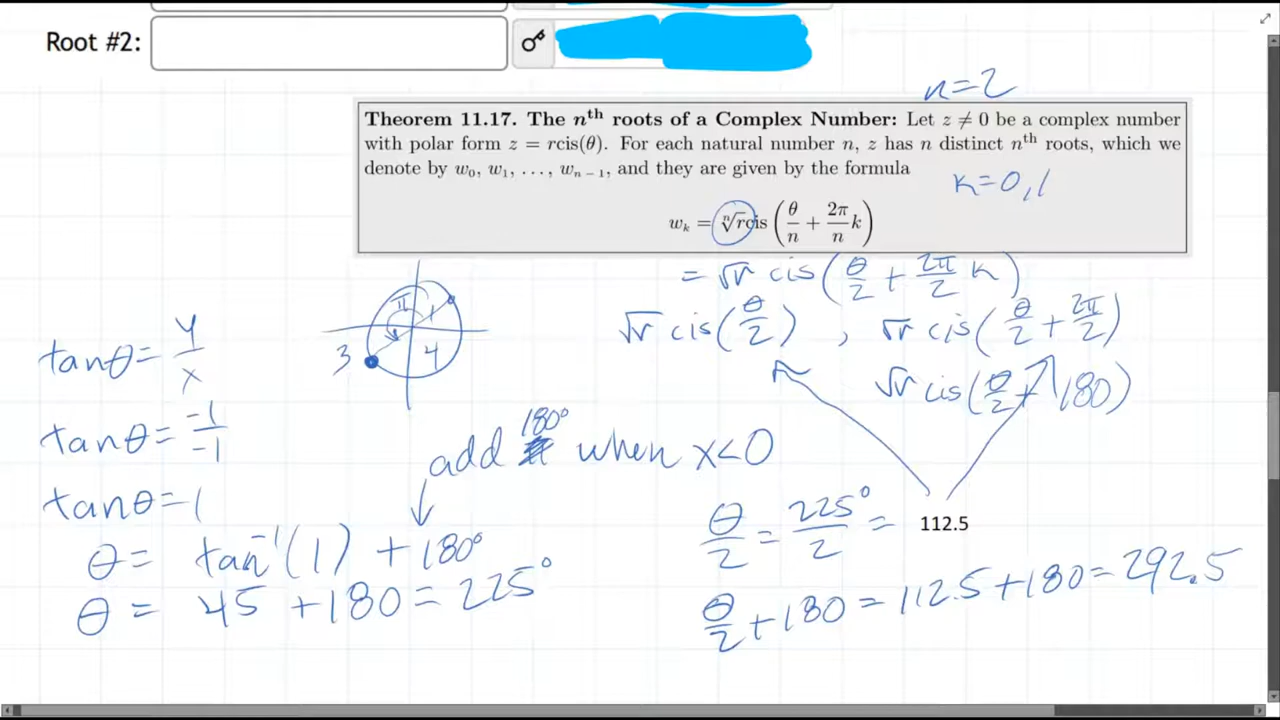 Root #2:
n=2
Theorem 11.17. The nth roots of a Complex Number: Let z ≠ 0 be a complex number
with polar form z = rcis(θ). For each natural number n, z has n distinct nth roots, which we
denote by w₀, w₁, ..., wₙ₋₁, and they are given by the formula
k=0,1
wₖ = ⁿ√r cis(θ/n + 2π/n k)
= √r cis(θ/2 + 2π/2 k)
√r cis(θ/2) , √r cis(θ/2 + 2π/2)
√r cis(θ/2 + 180)
π
3 4
tanθ = y/x
tanθ = -1/-1
tanθ = 1
add 180° when x<0
θ = tan⁻¹(1) + 180°
θ = 45 + 180 = 225°
θ/2 = 225°/2 = 112.5
θ/2 + 180 = 112.5 + 180 = 292.5